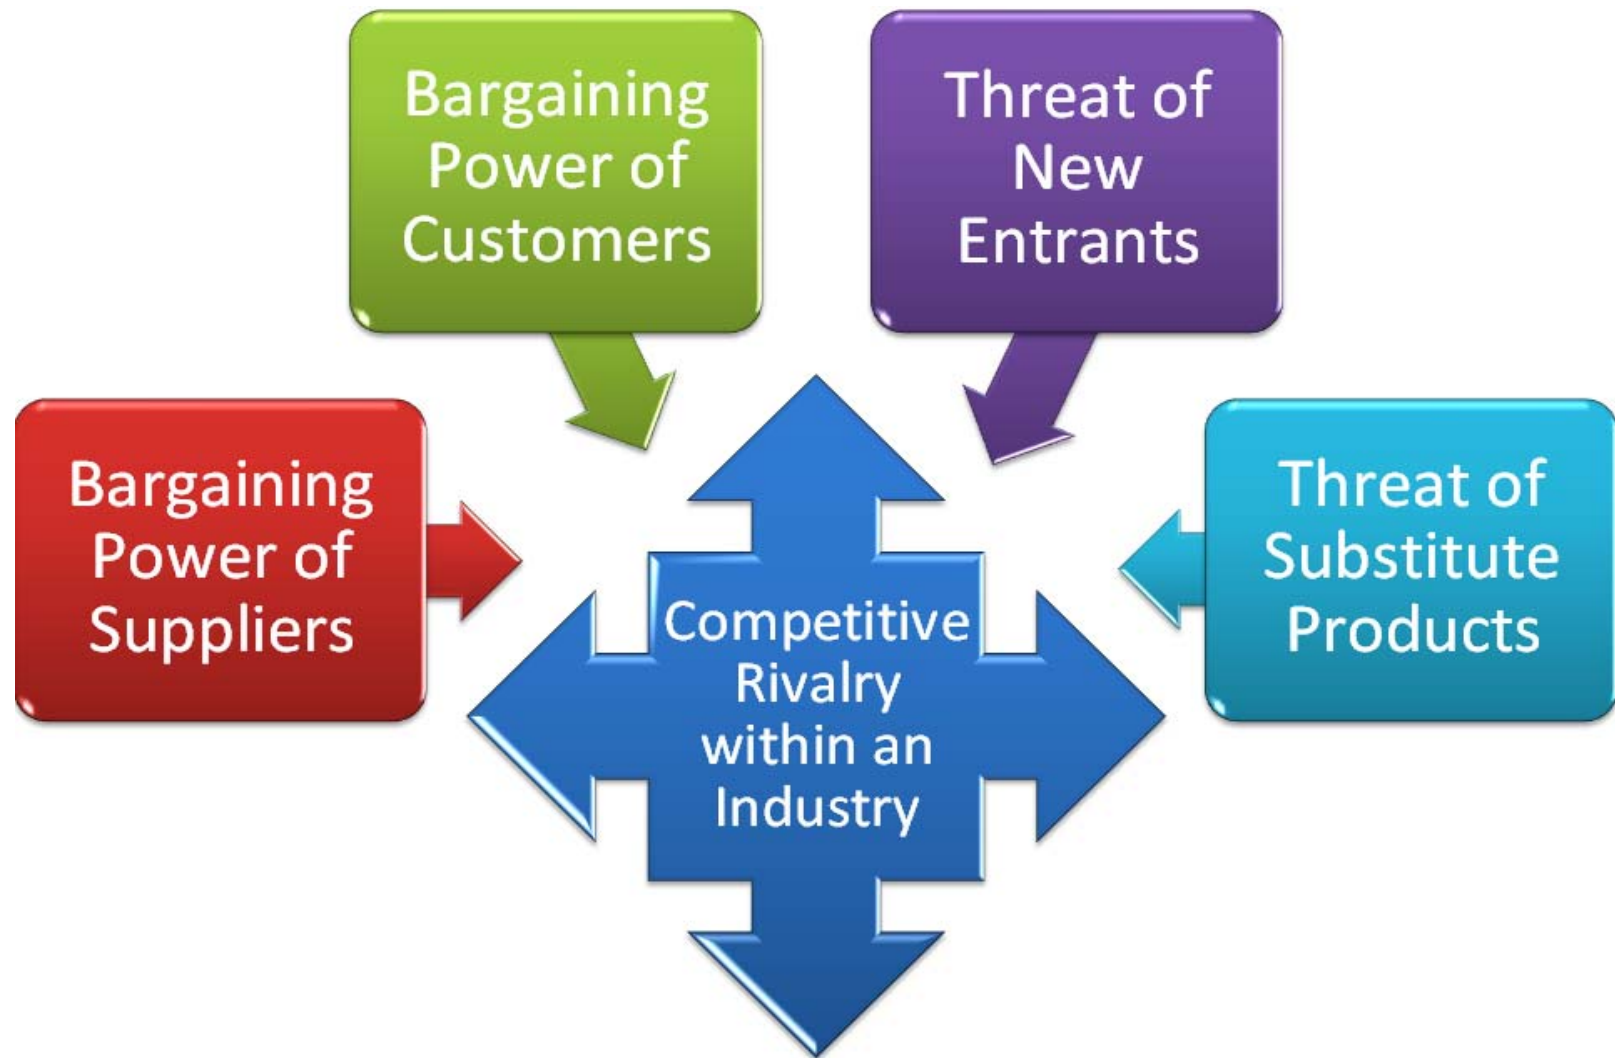 Bargaining
Power of
Customers
Threat of
New
Entrants
Bargaining
Power of
Suppliers
Threat of
Substitute
Products
Competitive
Rivalry
within an
Industry